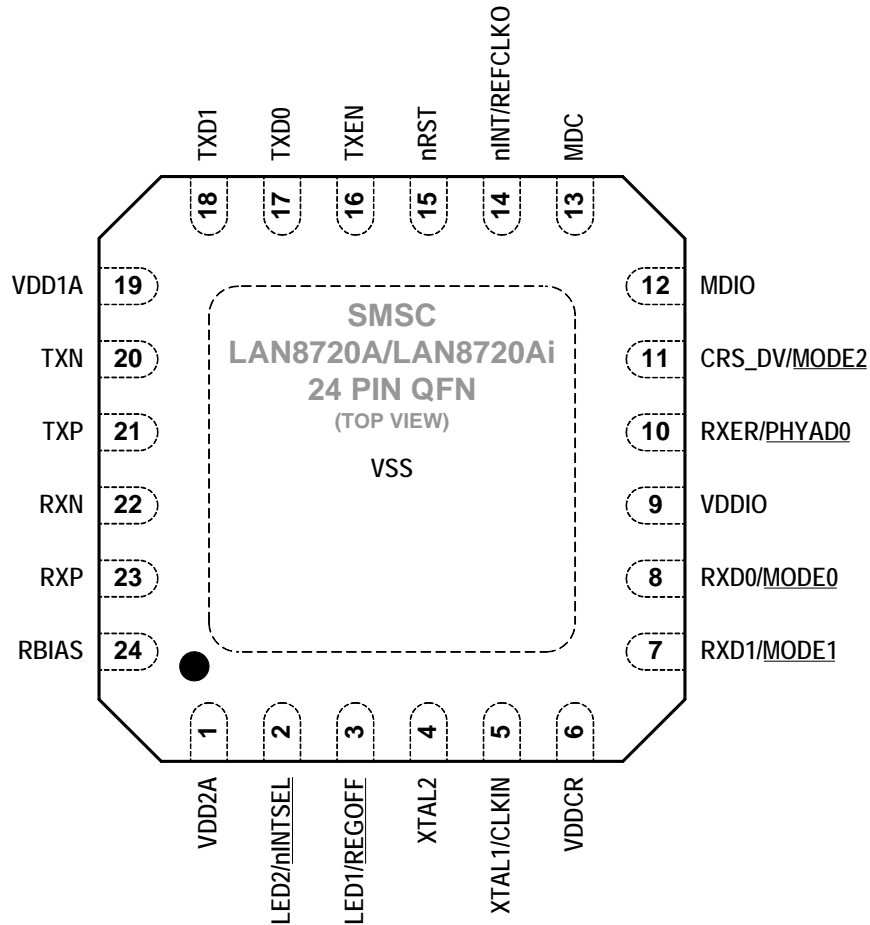 TXD1
TXD0
TXEN
nRST
nINT/REFCLKO
MDC
18
17
16
15
14
13
VDD1A
19
TXN
20
TXP
21
RXN
22
RXP
23
RBIAS
24
SMSC
LAN8720A/LAN8720Ai
24 PIN QFN
(TOP VIEW)
VSS
12
MDIO
11
CRS_DV/MODE2
10
RXER/PHYAD0
9
VDDIO
8
RXD0/MODE0
7
RXD1/MODE1
1
2
3
4
5
6
VDD2A
LED2/nINTSEL
LED1/REGOFF
XTAL2
XTAL1/CLKIN
VDDCR